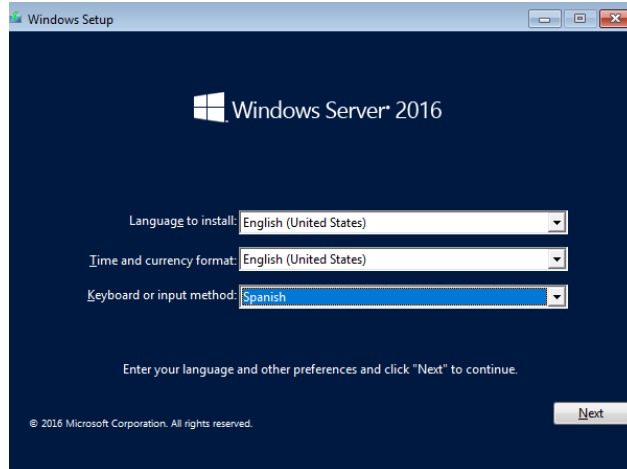 Windows Setup
Windows Server 2016
Language to install: English (United States)
Time and currency format: English (United States)
Keyboard or input method: Spanish
Enter your language and other preferences and click "Next" to continue.
Next
© 2016 Microsoft Corporation. All rights reserved.